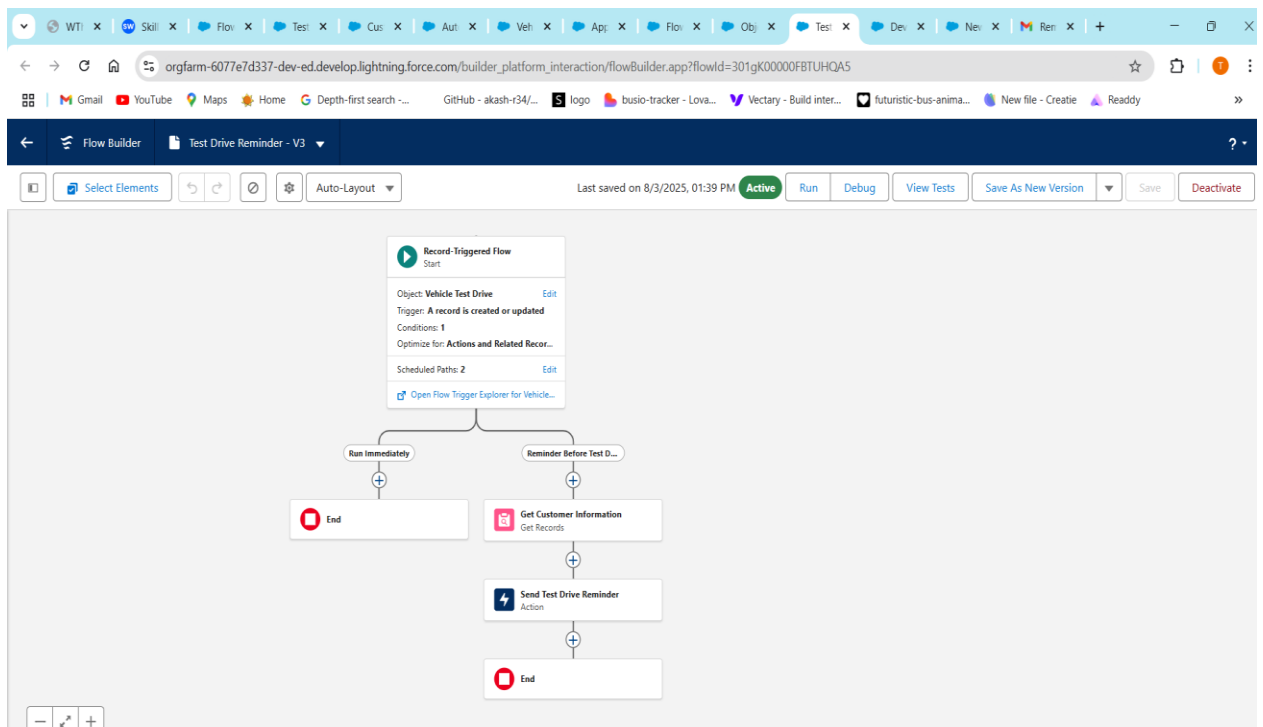 WTI Skill Flov Test Cus Aut Veh App Flov Obj Test Dev Nev Ren
orgfarm-6077e7d337-dev-ed.develop.lightning.force.com/builder_platform_interaction/flowBuilder.app?flowId=301gK00000FBTUHQA5
Gmail YouTube Maps Home Depth-first search -... GitHub - akash-r34/... logo busio-tracker - Lova... Vectary - Build inter... futuristic-bus-anima... New file - Creatie Readdy »
Flow Builder Test Drive Reminder - V3 ?
Select Elements Auto-Layout Last saved on 8/3/2025, 01:39 PM Active Run Debug View Tests Save As New Version Save Deactivate
Record-Triggered Flow
Start
Object: Vehicle Test Drive Edit
Trigger: A record is created or updated
Conditions: 1
Optimize for: Actions and Related Recor...
Scheduled Paths: 2 Edit
Open Flow Trigger Explorer for Vehicle...
Run Immediately Reminder Before Test D...
End
Get Customer Information
Get Records
Send Test Drive Reminder
Action
End